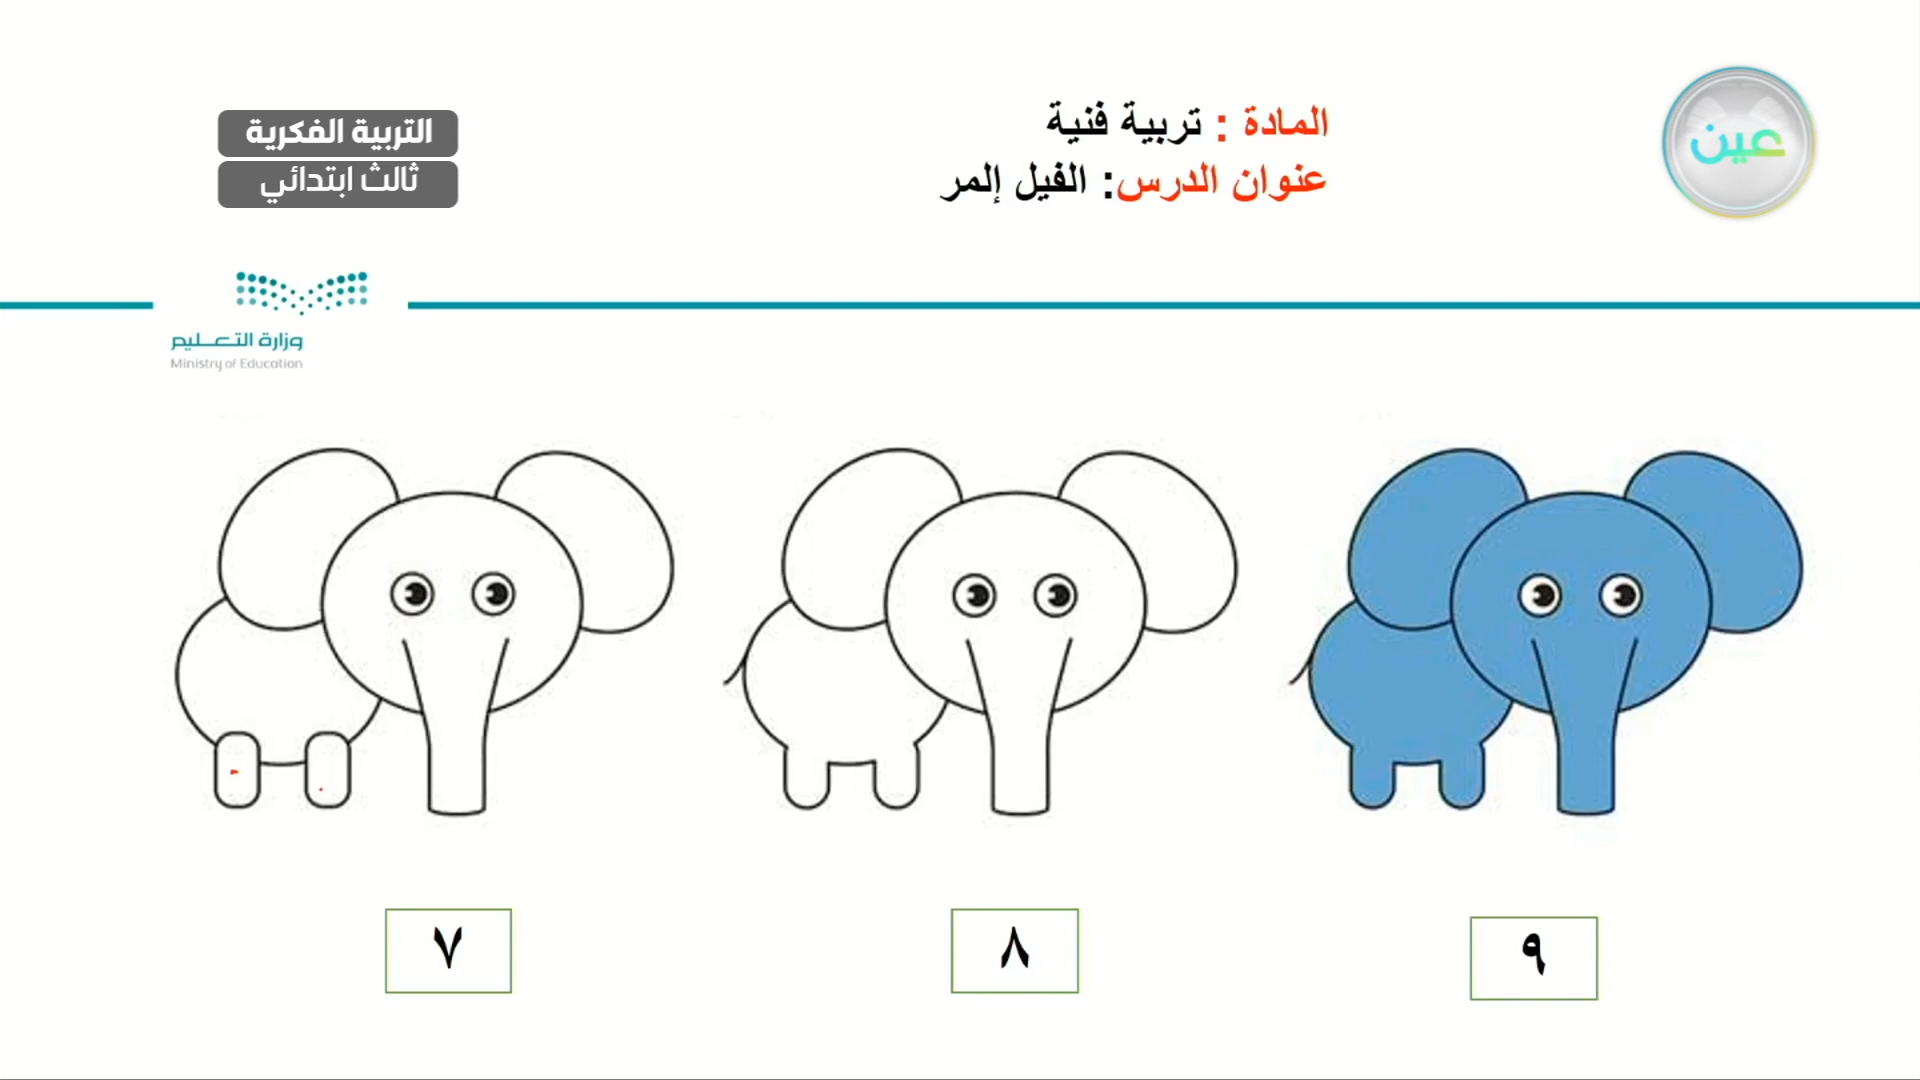 عين
المادة : تربية فنية
عنوان الدرس: الفيل إلمر
التربية الفكرية
ثالث ابتدائي
وزارة التعليم
Ministry of Education
٧
٨
٩